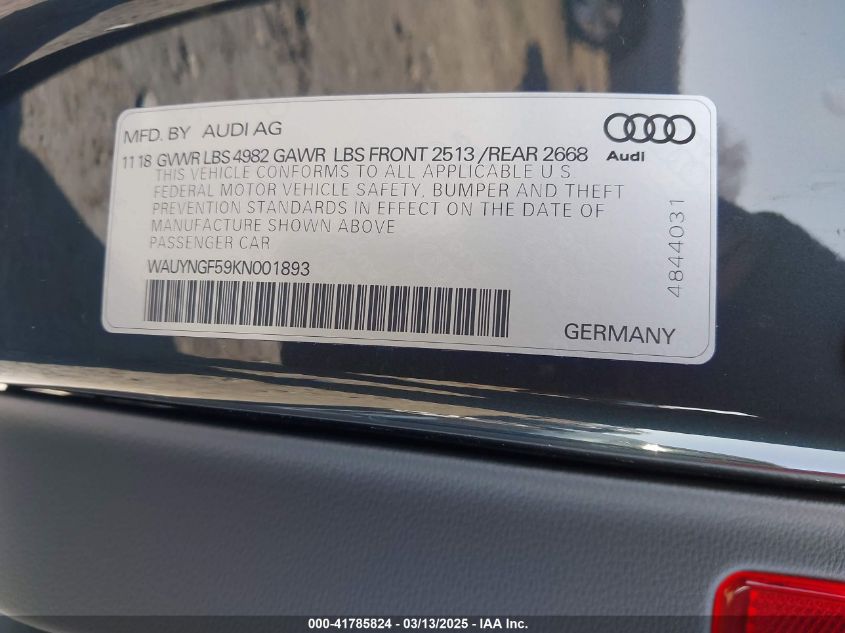 MFD. BY AUDI AG
1118 GVWR LBS 4982 GAWR LBS FRONT 2513 /REAR 2668
Audi
THIS VEHICLE CONFORMS TO ALL APPLICABLE U S
FEDERAL MOTOR VEHICLE SAFETY, BUMPER AND THEFT
PREVENTION STANDARDS IN EFFECT ON THE DATE OF
MANUFACTURE SHOWN ABOVE
PASSENGER CAR
WAUYNGF59KN001893
4844031
GERMANY
000-41785824 - 03/13/2025 - IAA Inc.